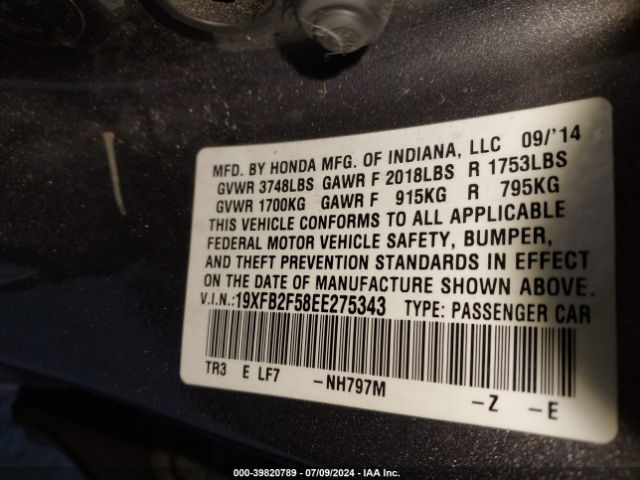 MFD. BY HONDA MFG. OF INDIANA, LLC 09/'14
GVWR 3748LBS GAWR F 2018LBS R 1753LBS
GVWR 1700KG GAWR F 915KG R 795KG
THIS VEHICLE CONFORMS TO ALL APPLICABLE
FEDERAL MOTOR VEHICLE SAFETY, BUMPER,
AND THEFT PREVENTION STANDARDS IN EFFECT
ON THE DATE OF MANUFACTURE SHOWN ABOVE.
V.I.N.:19XFB2F58EE275343 TYPE: PASSENGER CAR
TR3 E LF7 -NH797M -Z -E
000-39820789 - 07/09/2024 - IAA Inc.